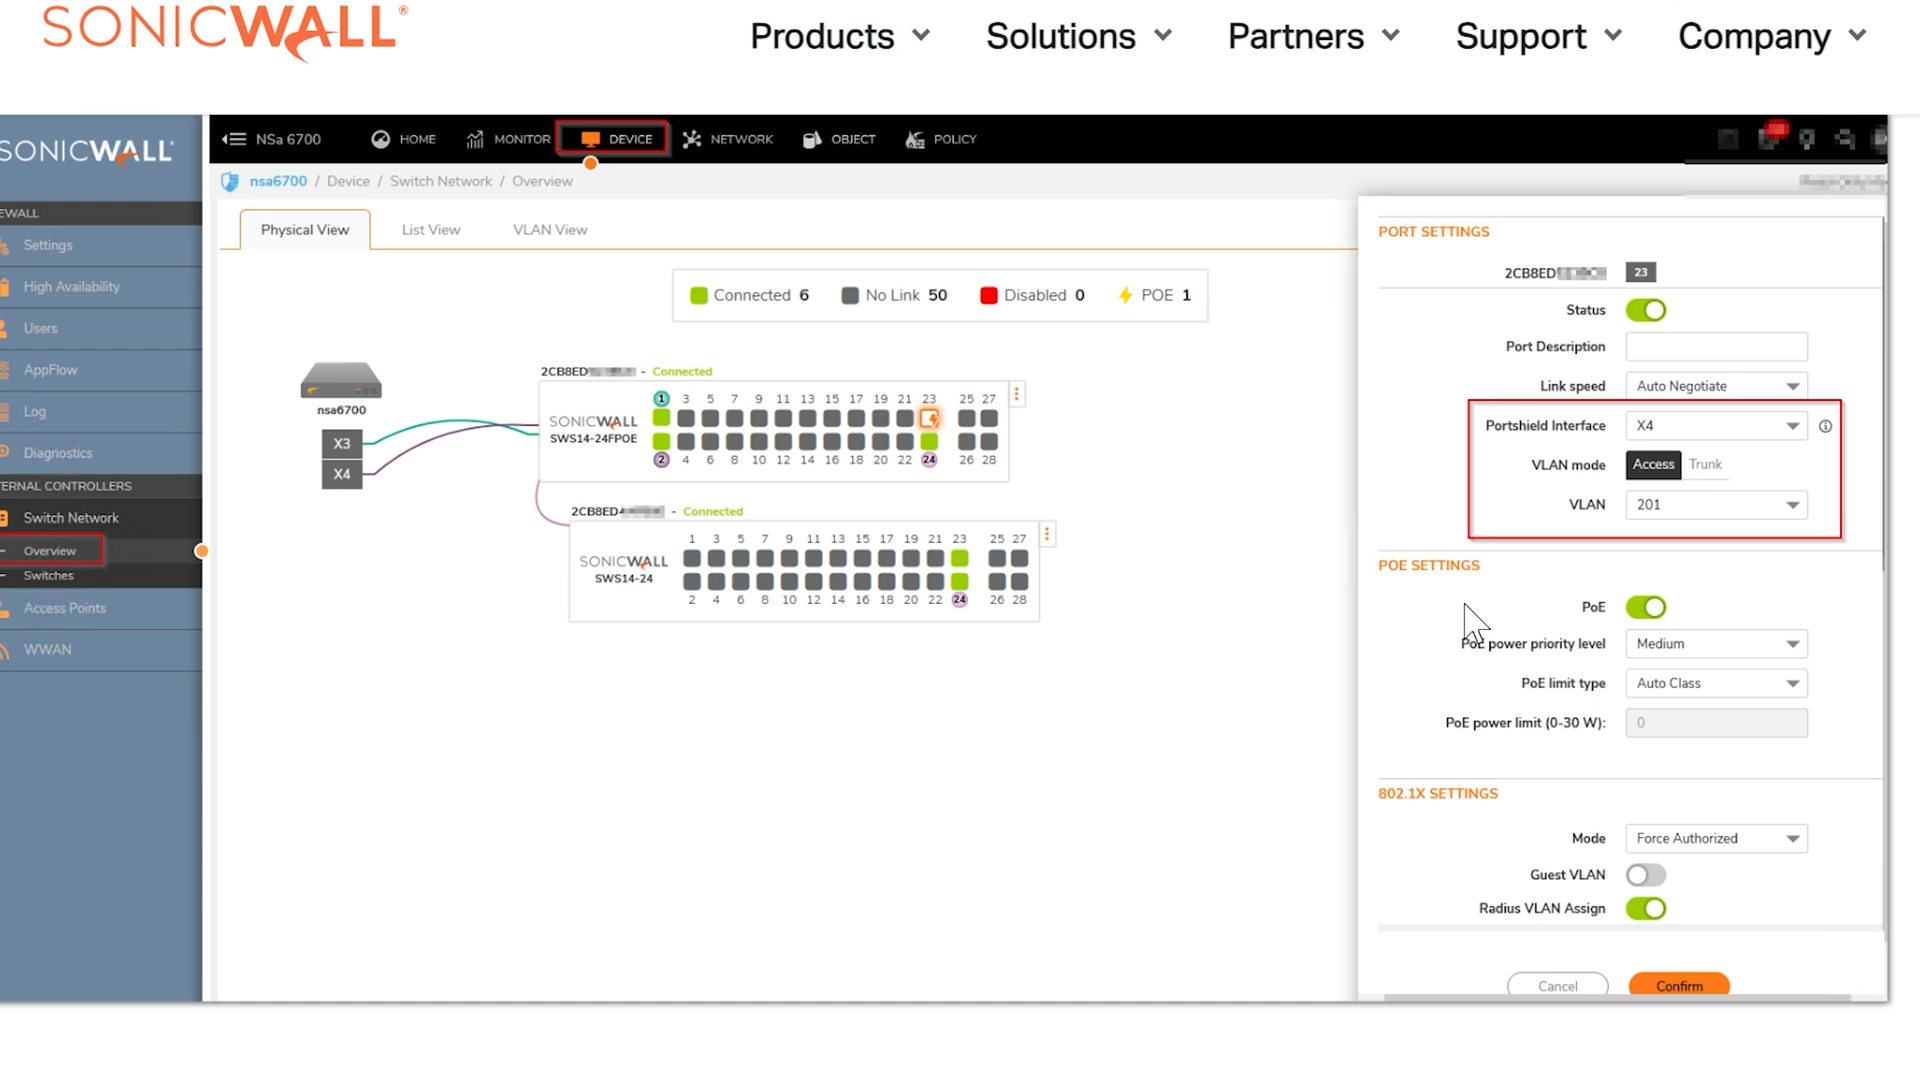 SONICWALL®
Products
Solutions
Partners
Support
Company
SONICWALL
NSa 6700
HOME
MONITOR
DEVICE
NETWORK
OBJECT
POLICY
nsa6700 / Device / Switch Network / Overview
EWALL
Settings
High Availability
Users
AppFlow
Log
Diagnostics
TERNAL CONTROLLERS
Switch Network
Overview
Switches
Access Points
WWAN
Physical View
List View
VLAN View
Connected 6
No Link 50
Disabled 0
POE 1
nsa6700
X3
X4
2CB8ED - Connected
1 3 5 7 9 11 13 15 17 19 21 23 25 27
SONICWALL
SWS14-24FPOE
2 4 6 8 10 12 14 16 18 20 22 24 26 28
2CB8ED - Connected
1 3 5 7 9 11 13 15 17 19 21 23 25 27
SONICWALL
SWS14-24
2 4 6 8 10 12 14 16 18 20 22 24 26 28
PORT SETTINGS
2CB8ED 23
Status
Port Description
Link speed Auto Negotiate
Portshield Interface X4
VLAN mode Access Trunk
VLAN 201
POE SETTINGS
PoE
PoE power priority level Medium
PoE limit type Auto Class
PoE power limit (0-30 W): 0
802.1X SETTINGS
Mode Force Authorized
Guest VLAN
Radius VLAN Assign
Cancel
Confirm